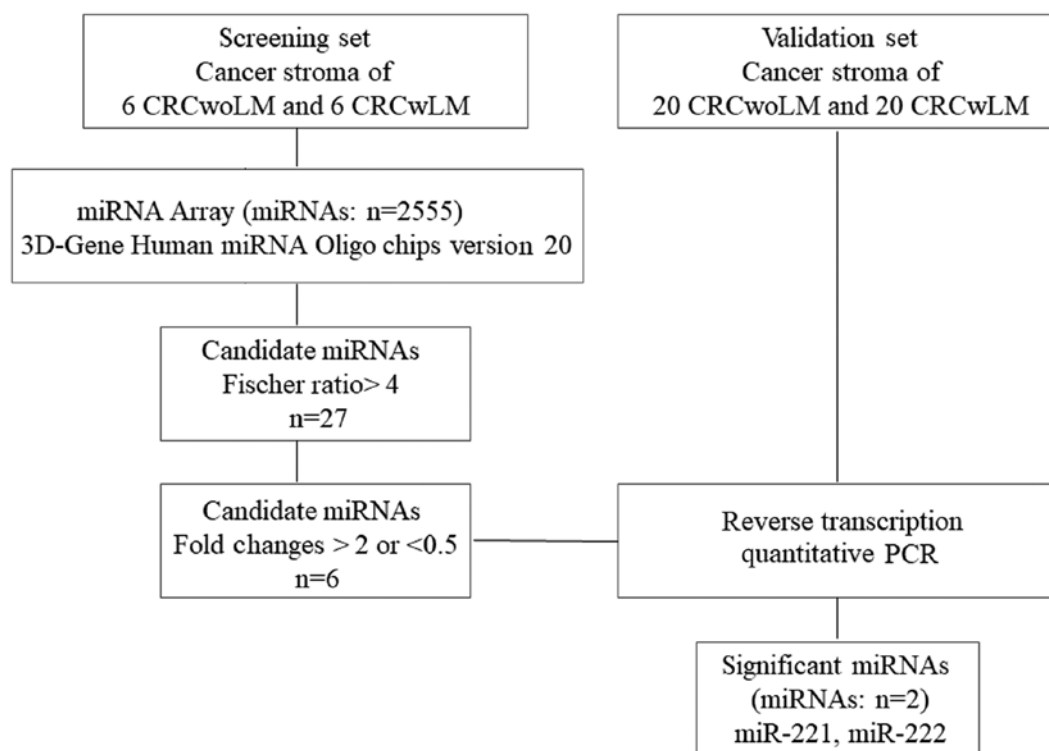 Screening set
Cancer stroma of
6 CRCwoLM and 6 CRCwLM
Validation set
Cancer stroma of
20 CRCwoLM and 20 CRCwLM
miRNA Array (miRNAs: n=2555)
3D-Gene Human miRNA Oligo chips version 20
Candidate miRNAs
Fischer ratio> 4
n=27
Candidate miRNAs
Fold changes > 2 or <0.5
n=6
Reverse transcription
quantitative PCR
Significant miRNAs
(miRNAs: n=2)
miR-221, miR-222